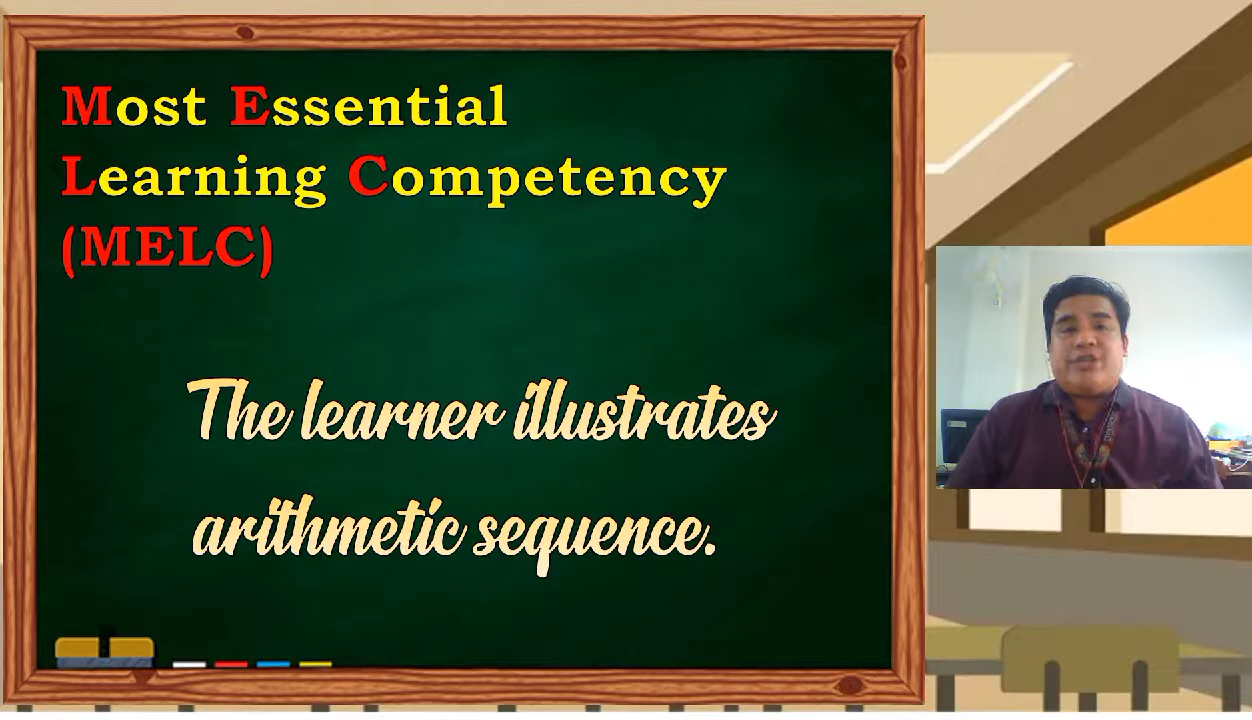 Most Essential
Learning Competency
(MELC)
The learner illustrates
arithmetic sequence.